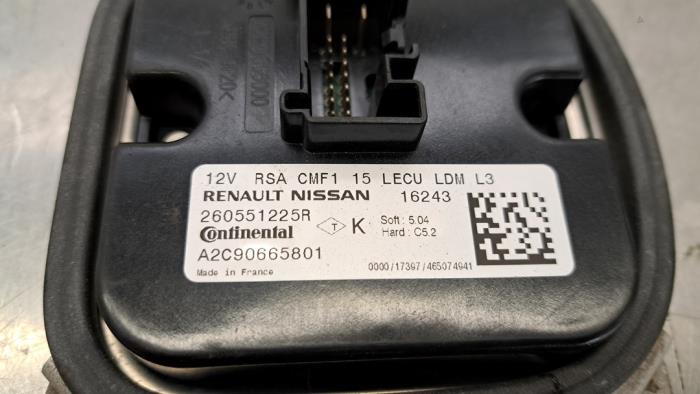 12V RSA CMF1 15 LECU LDM L3
RENAULT NISSAN 16243
260551225R
Continental
T K
Soft : 5.04
Hard : C5.2
A2C90665801
Made in France
0000/17397/465074941